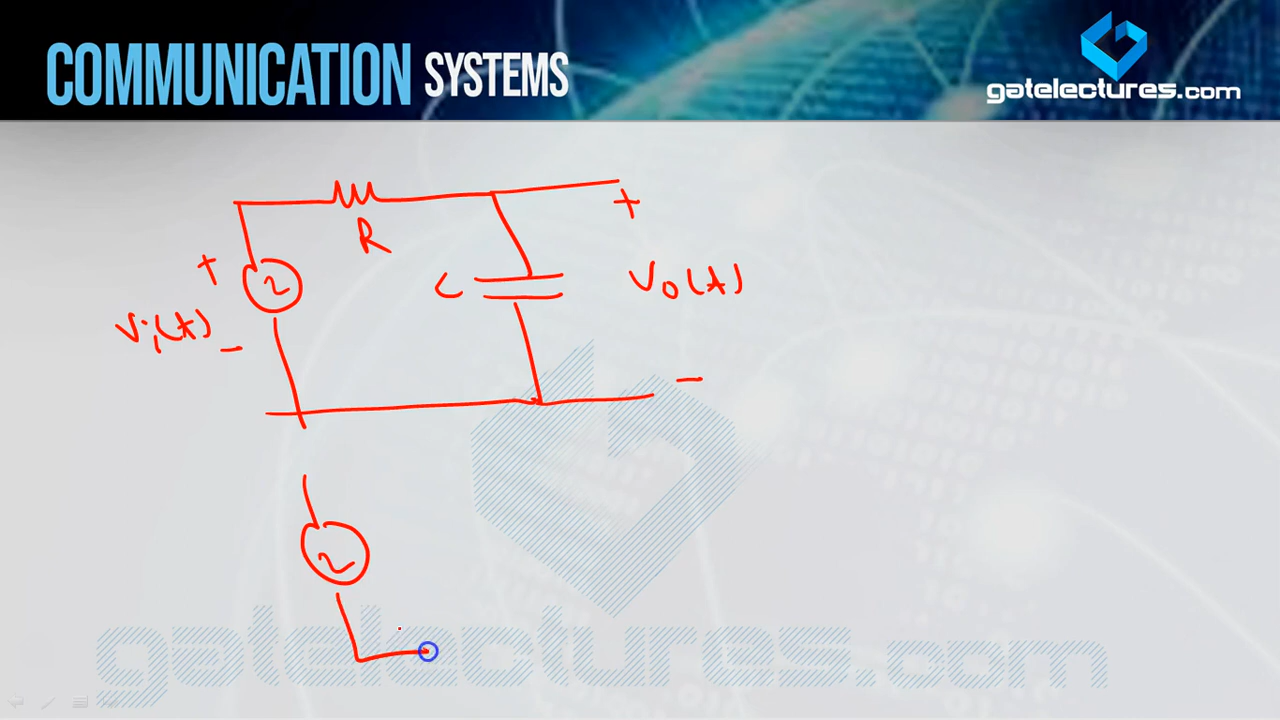 COMMUNICATION SYSTEMS
gatelectures.com
+
R
+
C
Vo(t)
Vi(t)
-
-
gatelectures.com